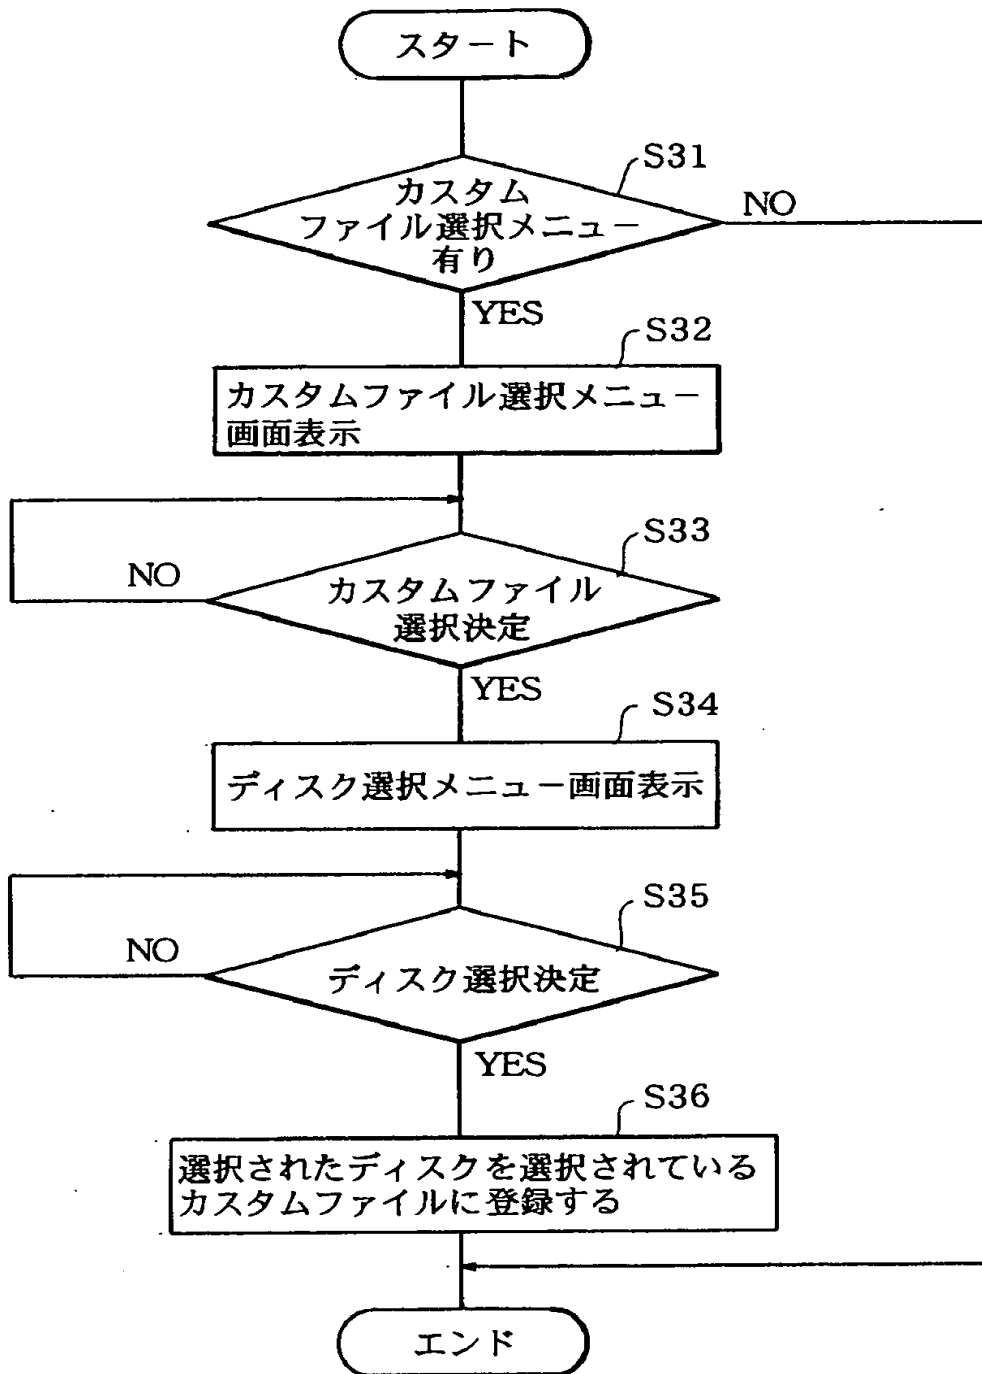 スタート
S31
カスタム
ファイル選択メニュー
有り
NO
YES
S32
カスタムファイル選択メニュー
画面表示
S33
NO
カスタムファイル
選択決定
YES
S34
ディスク選択メニュー画面表示
S35
NO
ディスク選択決定
YES
S36
選択されたディスクを選択されている
カスタムファイルに登録する
エンド